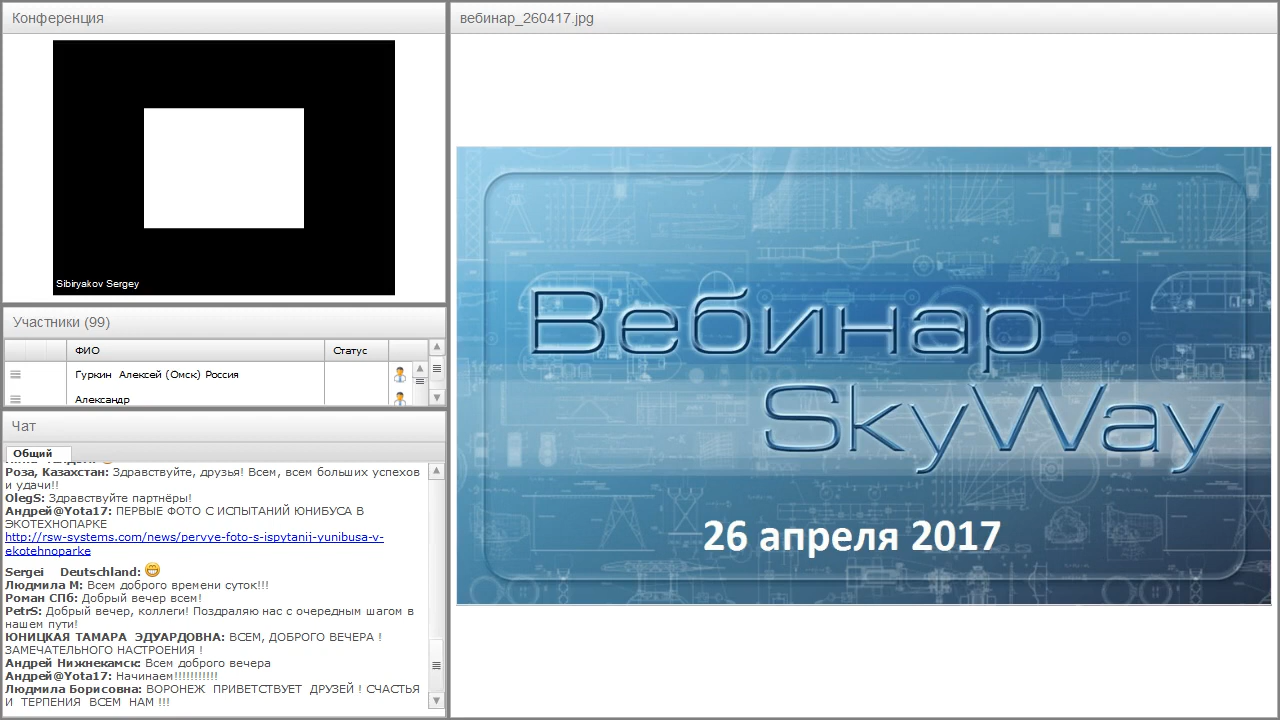 Конференция
Sibiryakov Sergey
Участники (99)
ФИО
Статус
Гуркин Алексей (Омск) Россия
Александр
Чат
Общий
Роза, Казахстан: Здравствуйте, друзья! Всем, всем больших успехов
и удачи!!
OlegS: Здравствуйте партнёры!
Андрей@Yota17: ПЕРВЫЕ ФОТО С ИСПЫТАНИЙ ЮНИБУСА В
ЭКОТЕХНОПАРКЕ
http://rsw-systems.com/news/pervye-foto-s-ispytanij-yunibusa-v-
ekotehnoparke
Sergei Deutschland:
Людмила М: Всем доброго времени суток!!!
Роман СПб: Добрый вечер всем!
PetrS: Добрый вечер, коллеги! Поздраляю нас с очередным шагом в
нашем пути!
ЮНИЦКАЯ ТАМАРА ЭДУАРДОВНА: ВСЕМ, ДОБРОГО ВЕЧЕРА !
ЗАМЕЧАТЕЛЬНОГО НАСТРОЕНИЯ !
Андрей Нижнекамск: Всем доброго вечера
Андрей@Yota17: Начинаем!!!!!!!!!!!
Людмила Борисовна: ВОРОНЕЖ ПРИВЕТСТВУЕТ ДРУЗЕЙ ! СЧАСТЬЯ
И ТЕРПЕНИЯ ВСЕМ НАМ !!!
вебинар_260417.jpg
Вебинар
SkyWay
26 апреля 2017